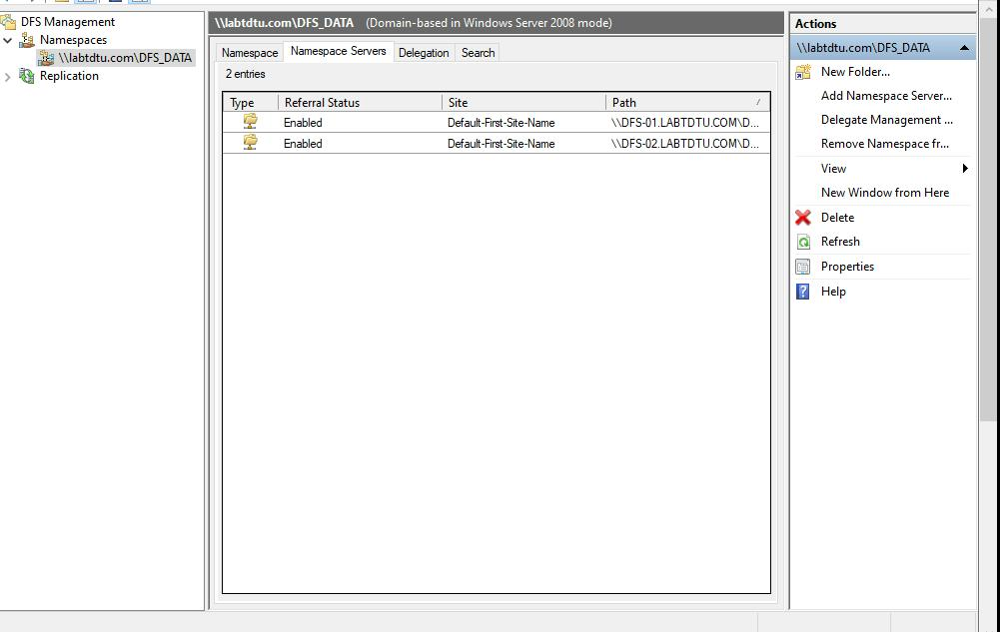 DFS Management
Namespaces
\\labtdtu.com\DFS_DATA
Replication
\\labtdtu.com\DFS_DATA (Domain-based in Windows Server 2008 mode)
Namespace Namespace Servers Delegation Search
2 entries
Type Referral Status Site Path
Enabled Default-First-Site-Name \\DFS-01.LABTDTU.COM\D...
Enabled Default-First-Site-Name \\DFS-02.LABTDTU.COM\D...
Actions
\\labtdtu.com\DFS_DATA
New Folder...
Add Namespace Server...
Delegate Management ...
Remove Namespace fr...
View
New Window from Here
Delete
Refresh
Properties
Help